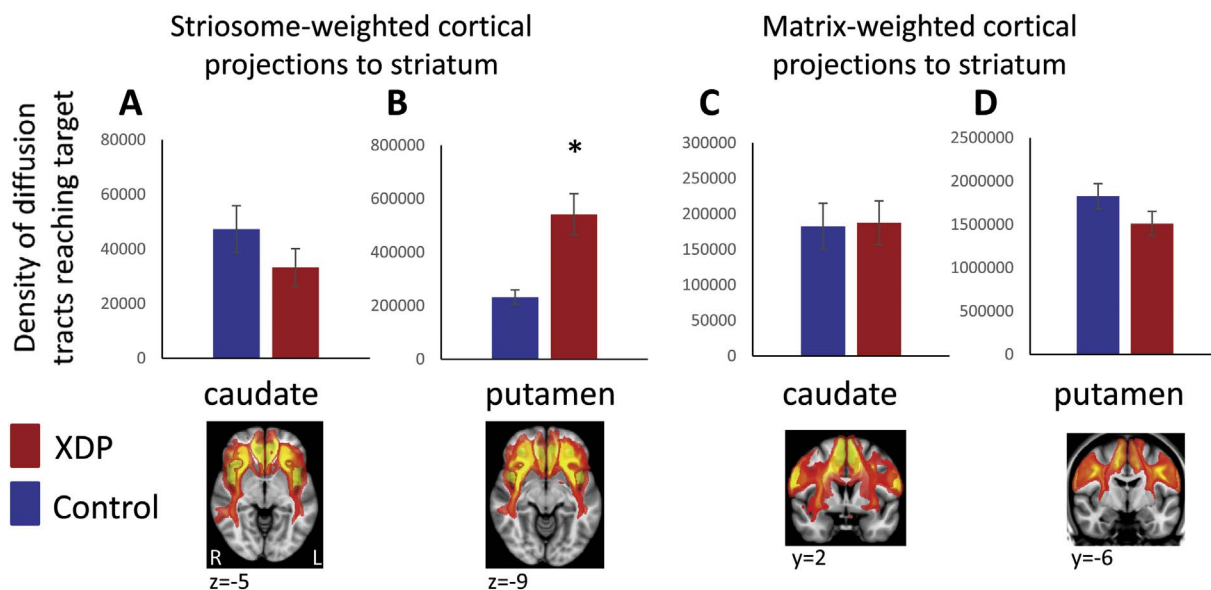 Striosome-weighted cortical
projections to striatum
Matrix-weighted cortical
projections to striatum
Density of diffusion
tracts reaching target
A
80000
60000
40000
20000
0
caudate
B
*
800000
600000
400000
200000
0
putamen
C
300000
250000
200000
150000
100000
50000
0
caudate
D
2500000
2000000
1500000
1000000
500000
0
putamen
XDP
Control
R L
z=-5
z=-9
y=2
y=-6